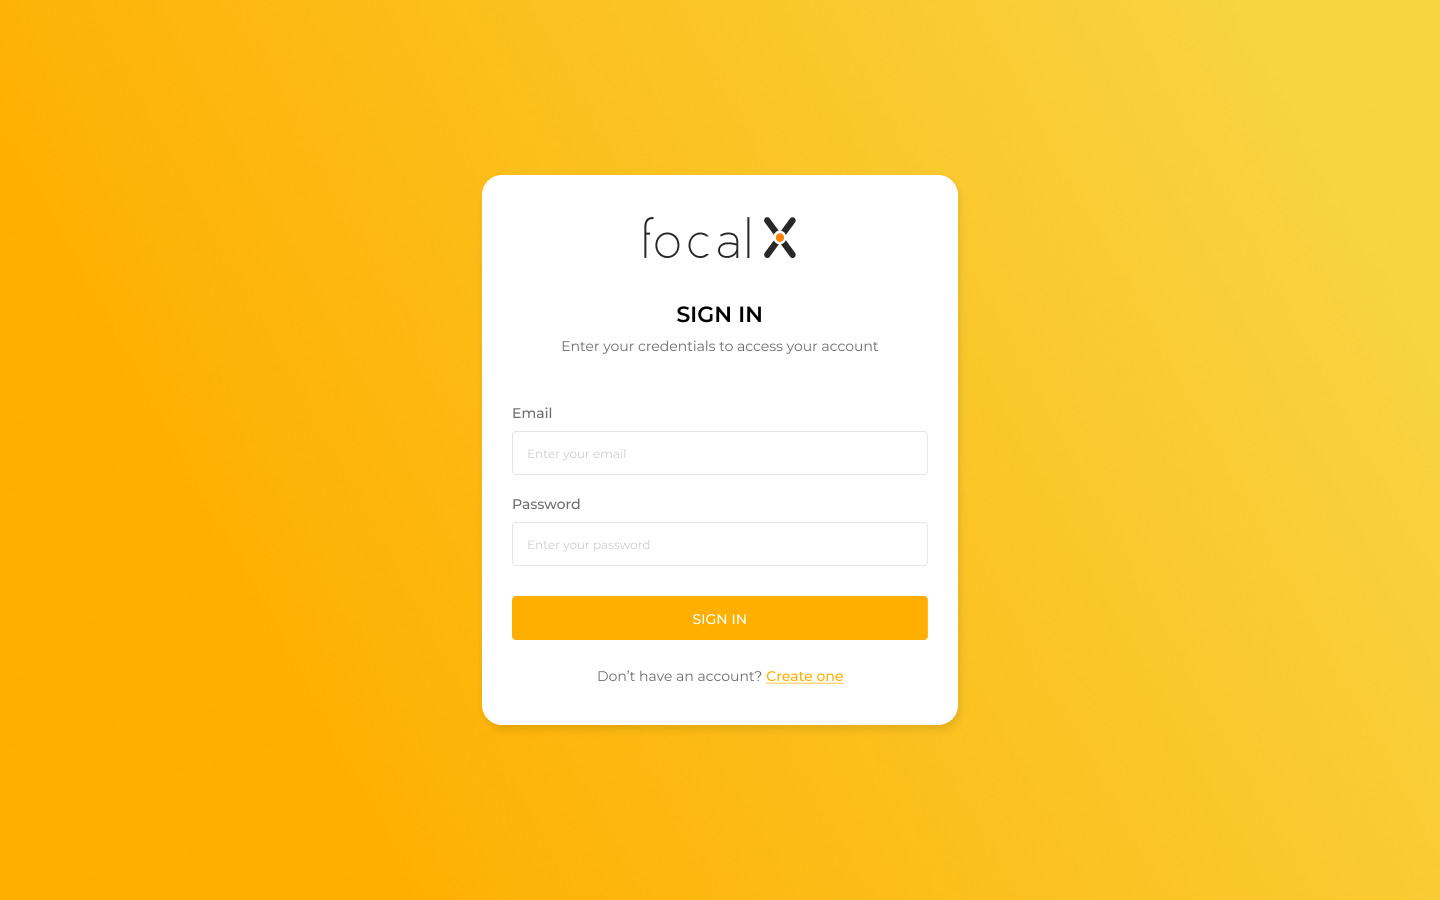 focal X
SIGN IN
Enter your credentials to access your account
Email
Enter your email
Password
Enter your password
SIGN IN
Don’t have an account? Create one